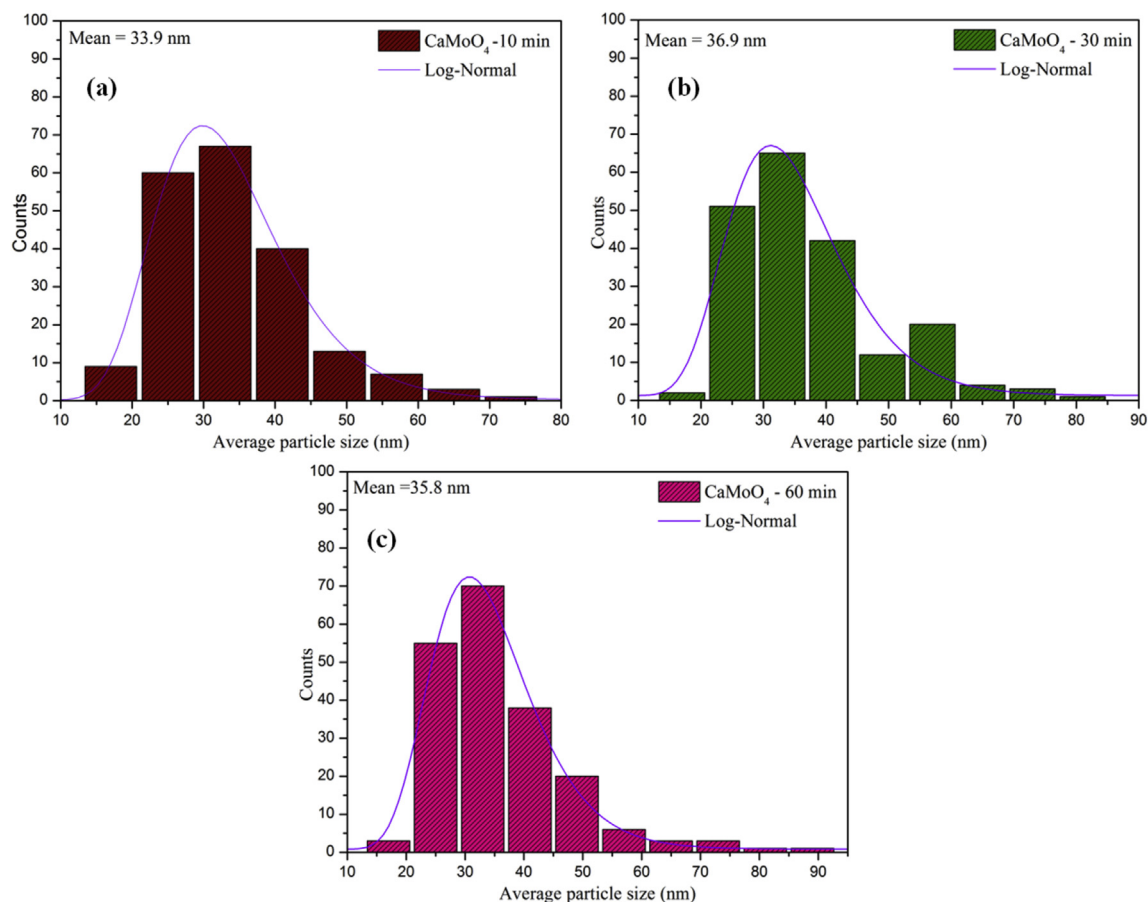 Mean = 33.9 nm
CaMoO₄ -10 min
Log-Normal
(a)
Counts
100
90
80
70
60
50
40
30
20
10
0
10 20 30 40 50 60 70 80
Average particle size (nm)
Mean = 36.9 nm
CaMoO₄ - 30 min
Log-Normal
(b)
Counts
100
90
80
70
60
50
40
30
20
10
0
10 20 30 40 50 60 70 80 90
Average particle size (nm)
Mean =35.8 nm
CaMoO₄ - 60 min
Log-Normal
(c)
Counts
100
90
80
70
60
50
40
30
20
10
0
10 20 30 40 50 60 70 80 90
Average particle size (nm)